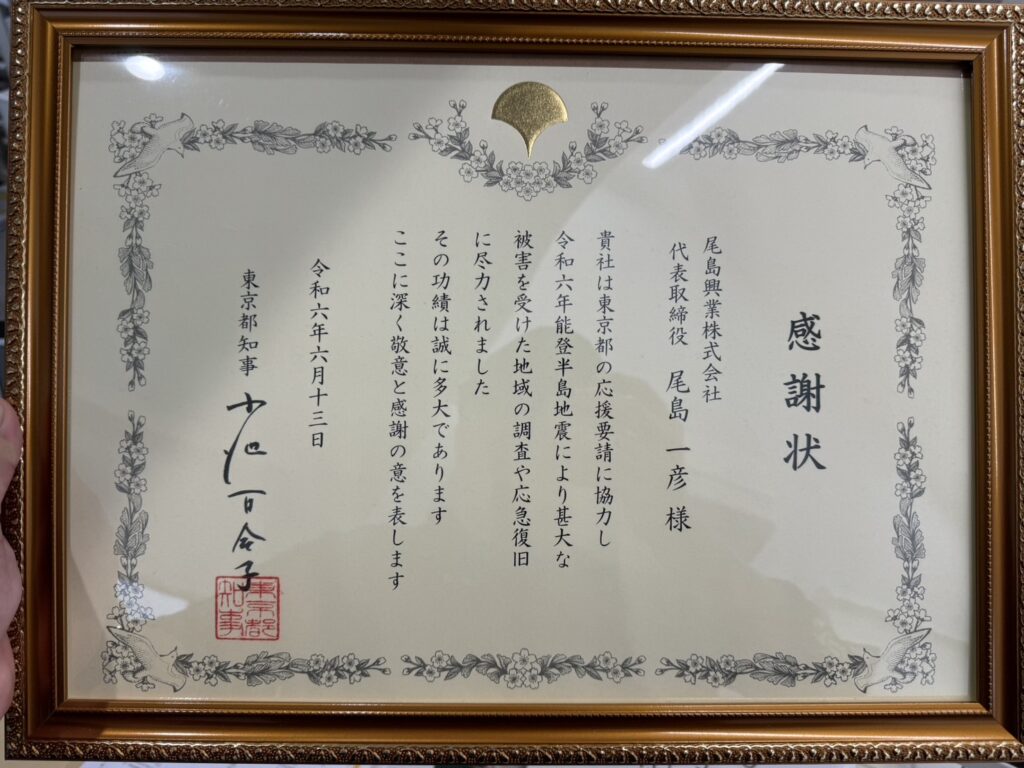 感謝状
尾島興業株式会社
代表取締役 尾島 一彦 様
貴社は東京都の応援要請に協力し
令和六年能登半島地震により甚大な
被害を受けた地域の調査や応急復旧
に尽力されました
その功績は誠に多大であります
ここに深く敬意と感謝の意を表します
令和六年六月十三日
東京都知事 小池百合子
東京都知事